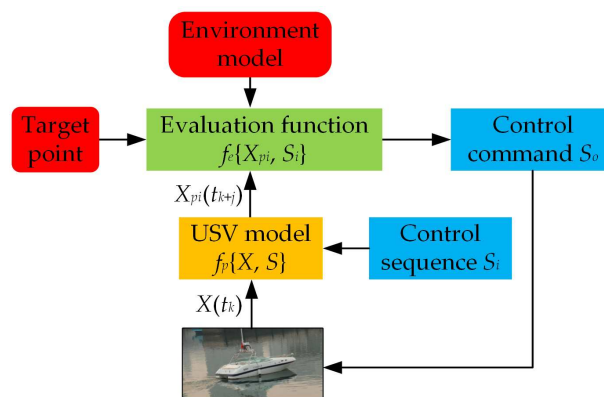 Environment
model
Target
point
Evaluation function
fe{Xpi, Si}
Control
command So
Xpi(tk+j)
USV model
fp{X, S}
Control
sequence Si
X(tk)